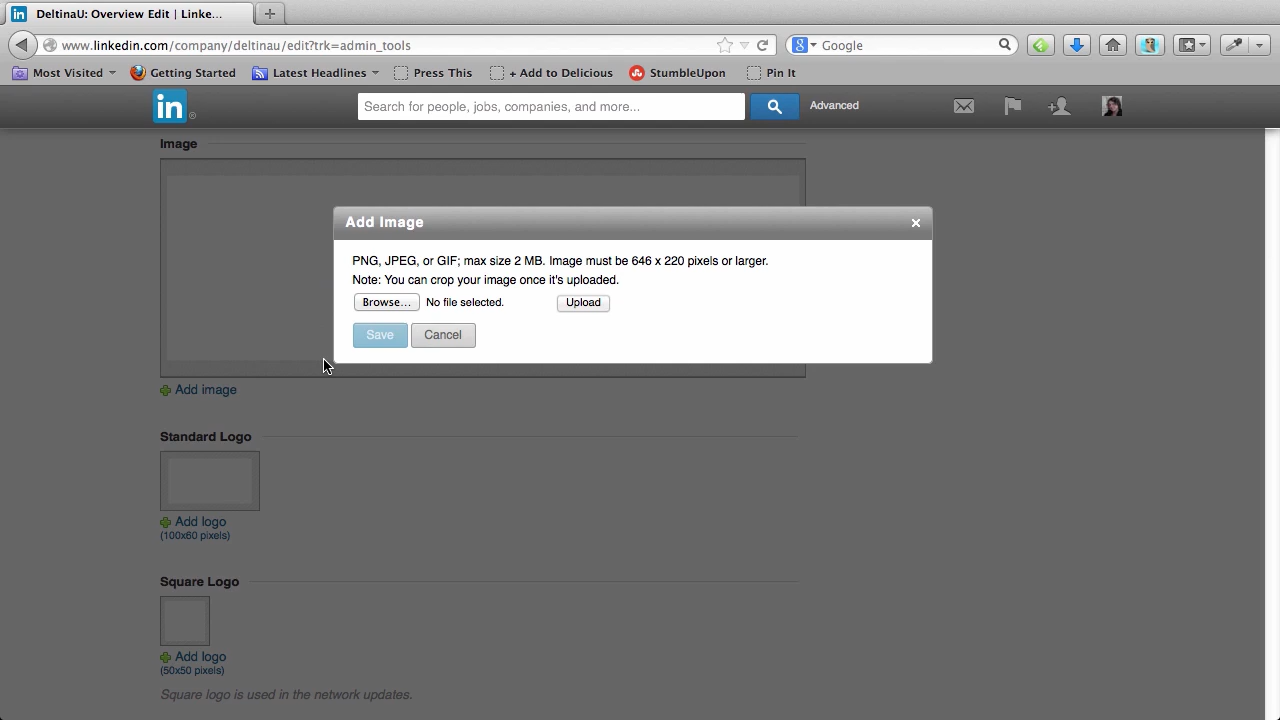 DeltinaU: Overview Edit | Linke...
www.linkedin.com/company/deltinau/edit?trk=admin_tools
Google
Most Visited
Getting Started
Latest Headlines
Press This
+ Add to Delicious
StumbleUpon
Pin It
in
Search for people, jobs, companies, and more...
Advanced
Image
Add Image
PNG, JPEG, or GIF; max size 2 MB. Image must be 646 x 220 pixels or larger.
Note: You can crop your image once it's uploaded.
Browse... No file selected. Upload
Save Cancel
Add image
Standard Logo
Add logo
(100x60 pixels)
Square Logo
Add logo
(50x50 pixels)
Square logo is used in the network updates.